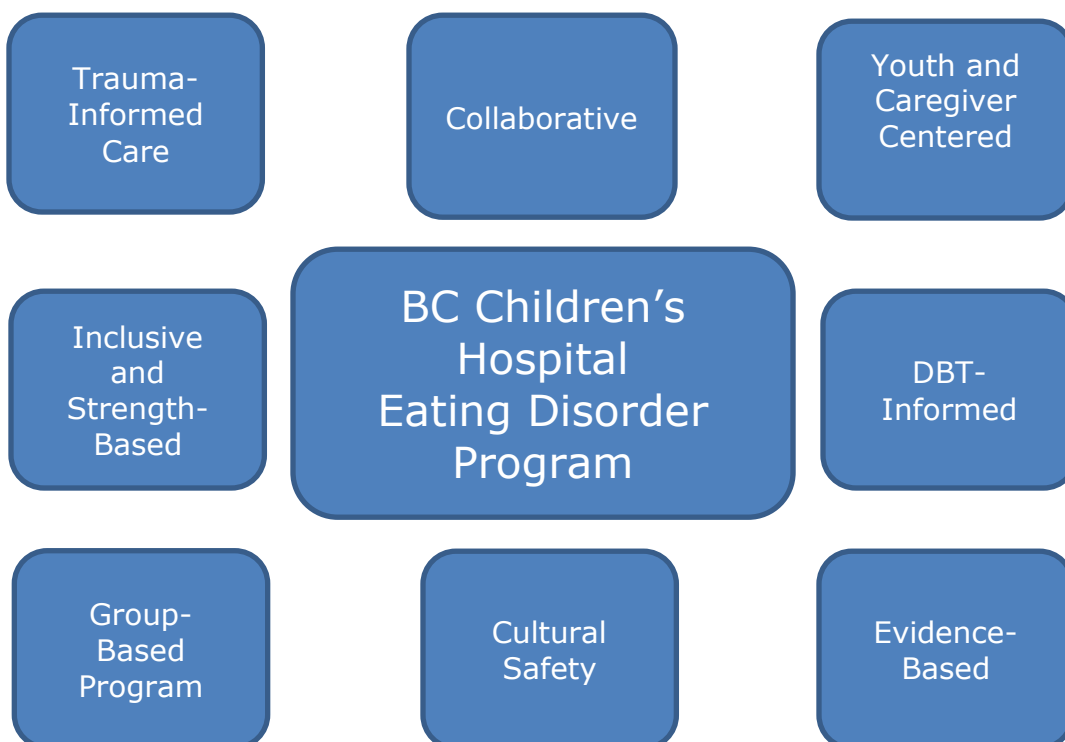 Trauma-
Informed
Care
Collaborative
Youth and
Caregiver
Centered
Inclusive
and
Strength-
Based
BC Children’s
Hospital
Eating Disorder
Program
DBT-
Informed
Group-
Based
Program
Cultural
Safety
Evidence-
Based